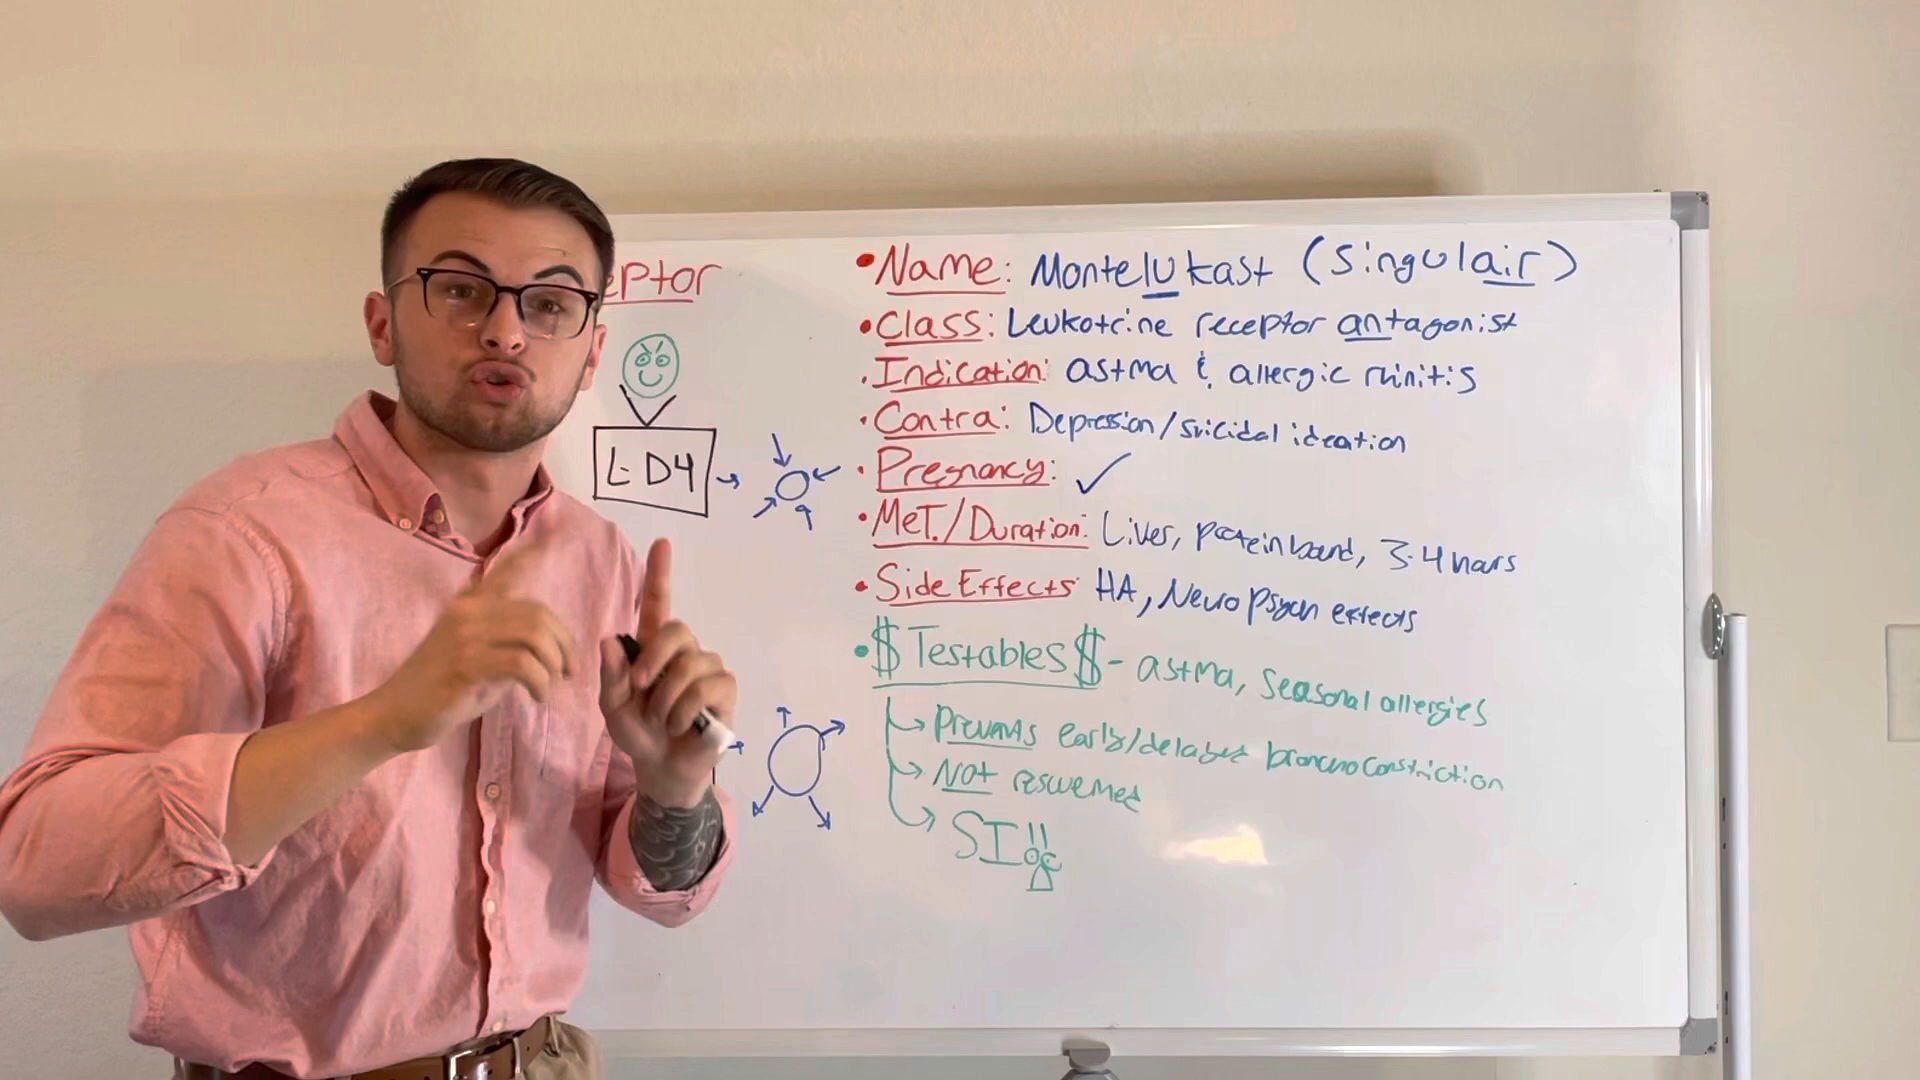 eptor
L-D4
• Name: Montelukast (Singulair)
• Class: Leukotrine receptor antagonist
• Indication: astma & allergic rhinitis
• Contra: Depression/suicidal ideation
• Pregnancy: ✓
• MeT./Duration: Liver, protein bound, 3-4 hours
• Side Effects: HA, Neuro psych effects
• $ Testables $ - astma, seasonal allergies
↳ Prevents early/delayed bronchoconstriction
↳ Not rescue med
↳ SI!!